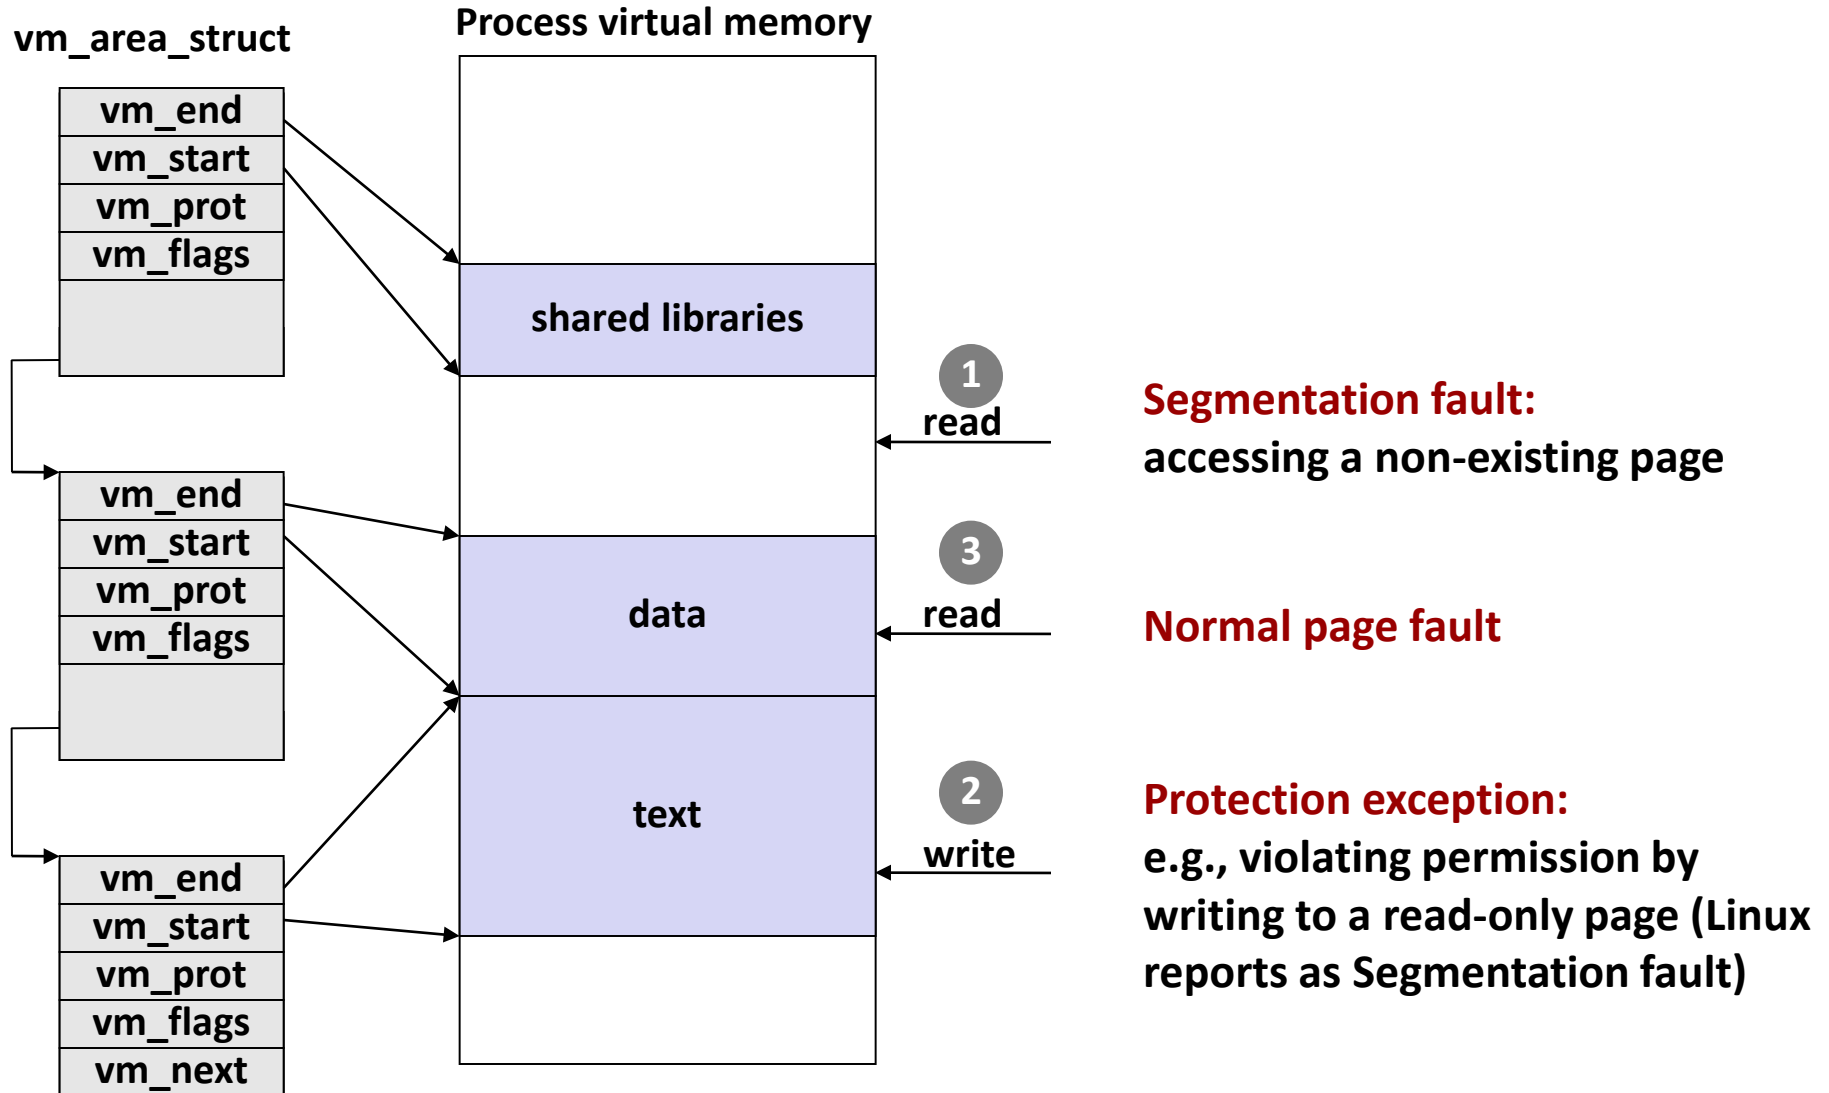 Process virtual memory
vm_area_struct
vm_end
vm_start
vm_prot
vm_flags
vm_end
vm_start
vm_prot
vm_flags
vm_end
vm_start
vm_prot
vm_flags
vm_next
shared libraries
data
text
1
read
3
read
2
write
Segmentation fault:
accessing a non-existing page
Normal page fault
Protection exception:
e.g., violating permission by
writing to a read-only page (Linux
reports as Segmentation fault)